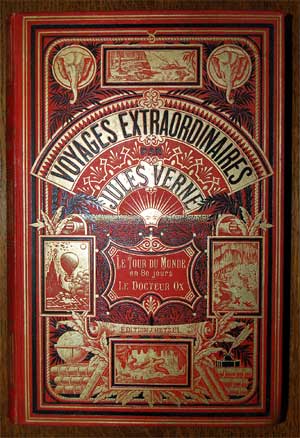 VOYAGES EXTRAORDINAIRES
JULES VERNE
LE TOUR DU MONDE
en 80 jours
LE DOCTEUR OX